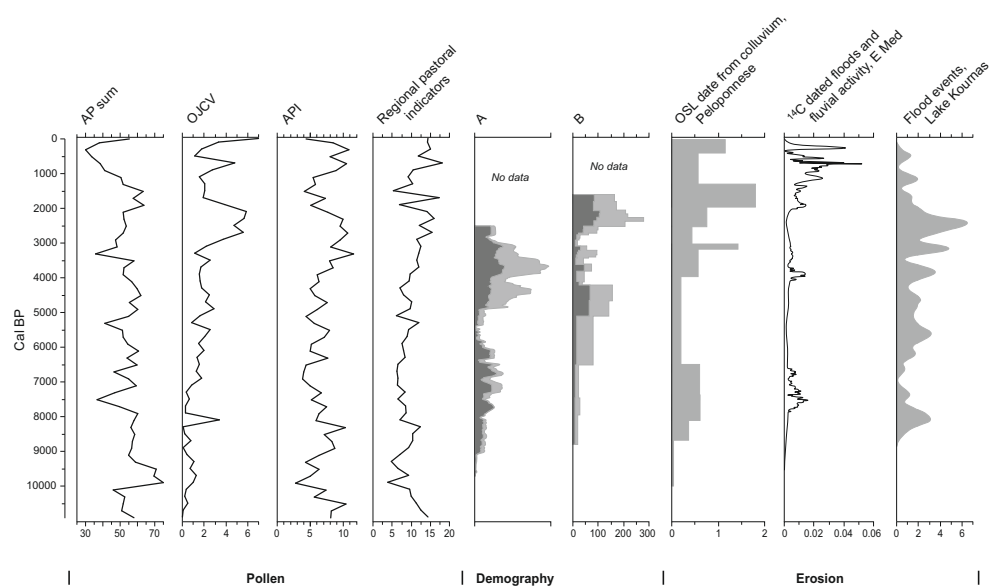 AP sum
OJCV
API
Regional pastoral
indicators
A
B
OSL date from colluvium,
Peloponnese
¹⁴C dated floods and
fluvial activity, E Med
Flood events,
Lake Kournas
Cal BP
0
1000
2000
3000
4000
5000
6000
7000
8000
9000
10000
No data
No data
30 50 70
0 2 4 6
0 5 10
0 5 10 15 20
0 100 200 300
0 1 2
0 0.02 0.04 0.06
0 2 4 6
Pollen
Demography
Erosion